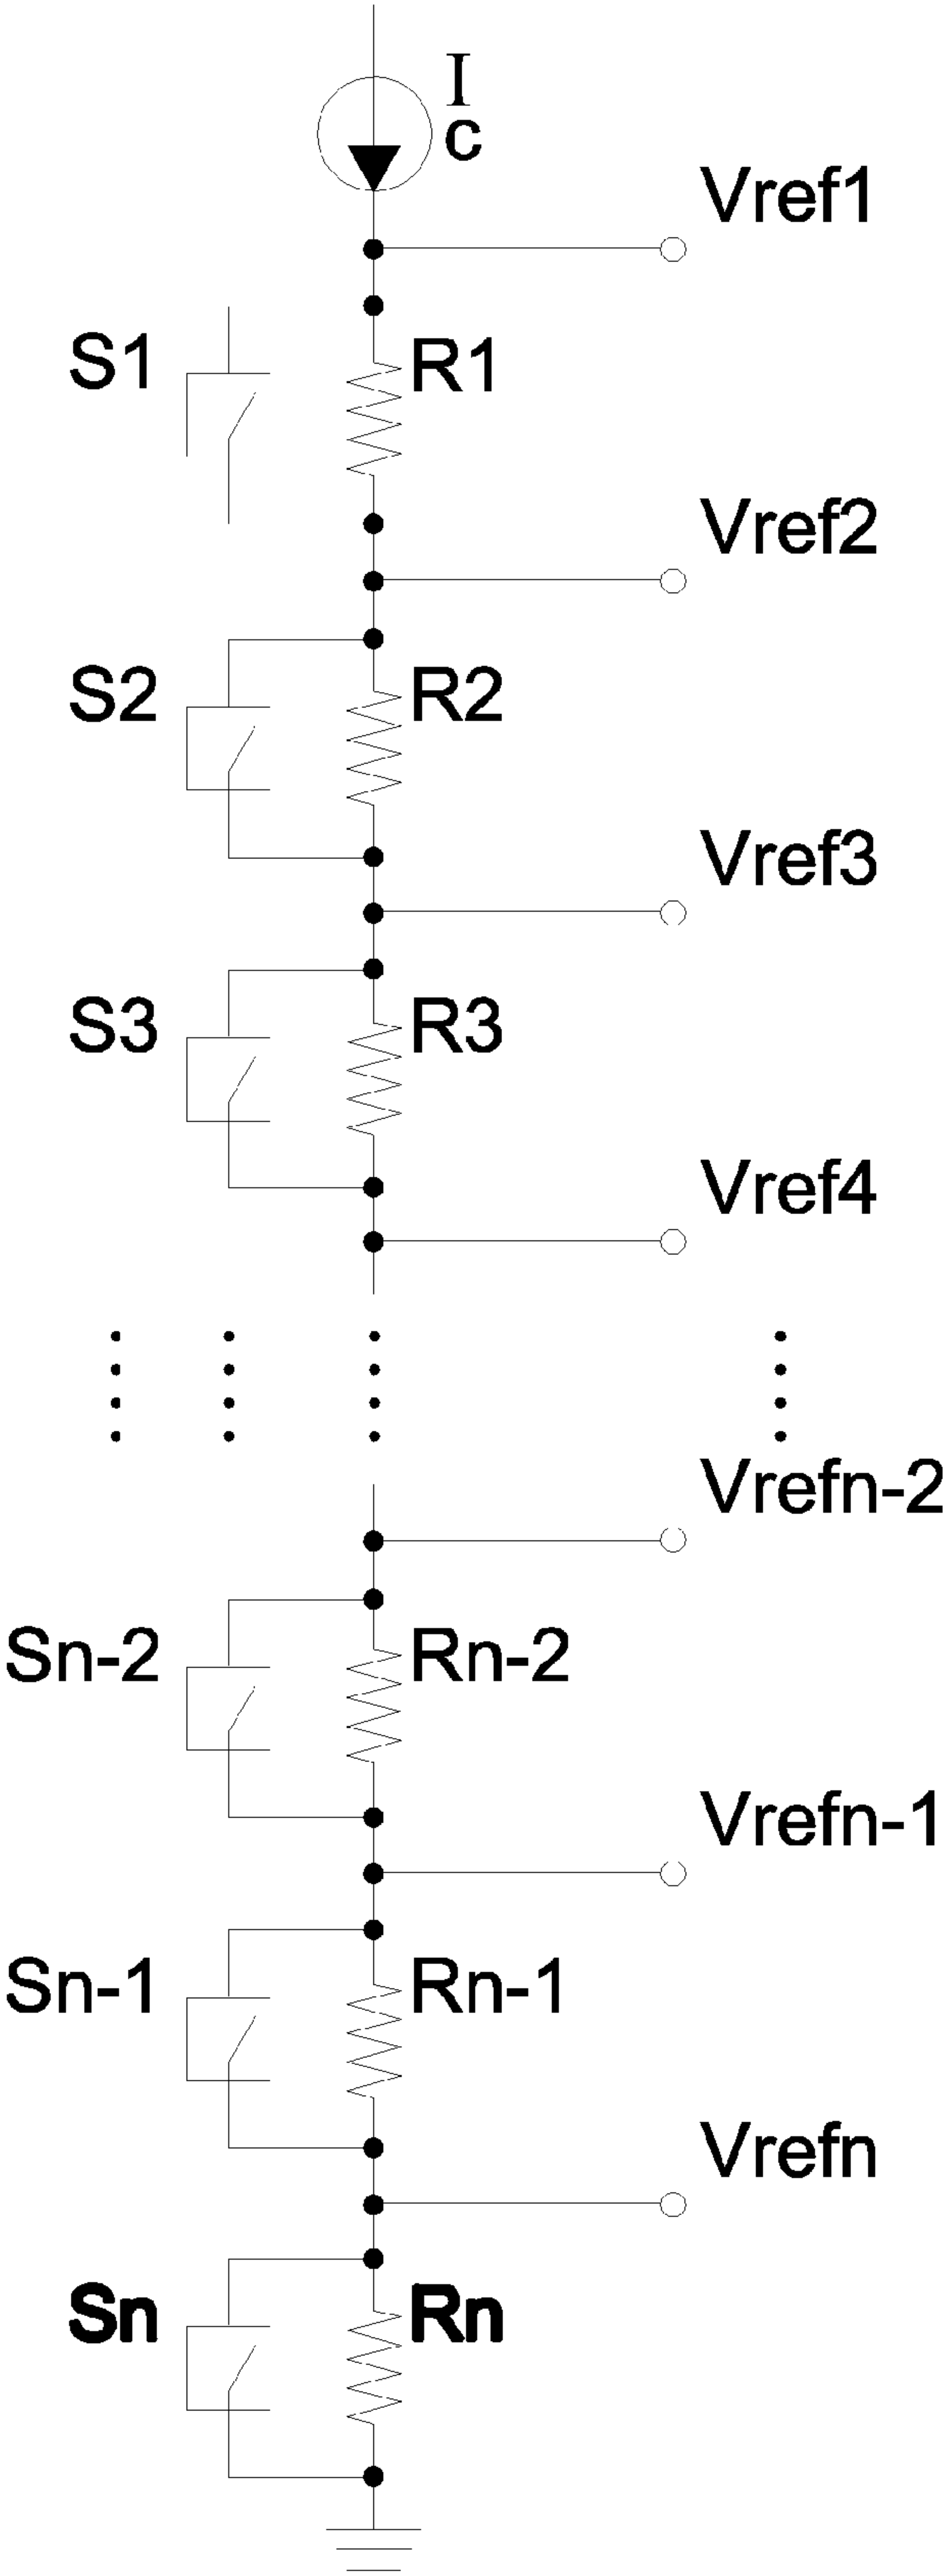 I
c
Vref1
S1
R1
Vref2
S2
R2
Vref3
S3
R3
Vref4
Vrefn-2
Sn-2
Rn-2
Vrefn-1
Sn-1
Rn-1
Vrefn
Sn
Rn